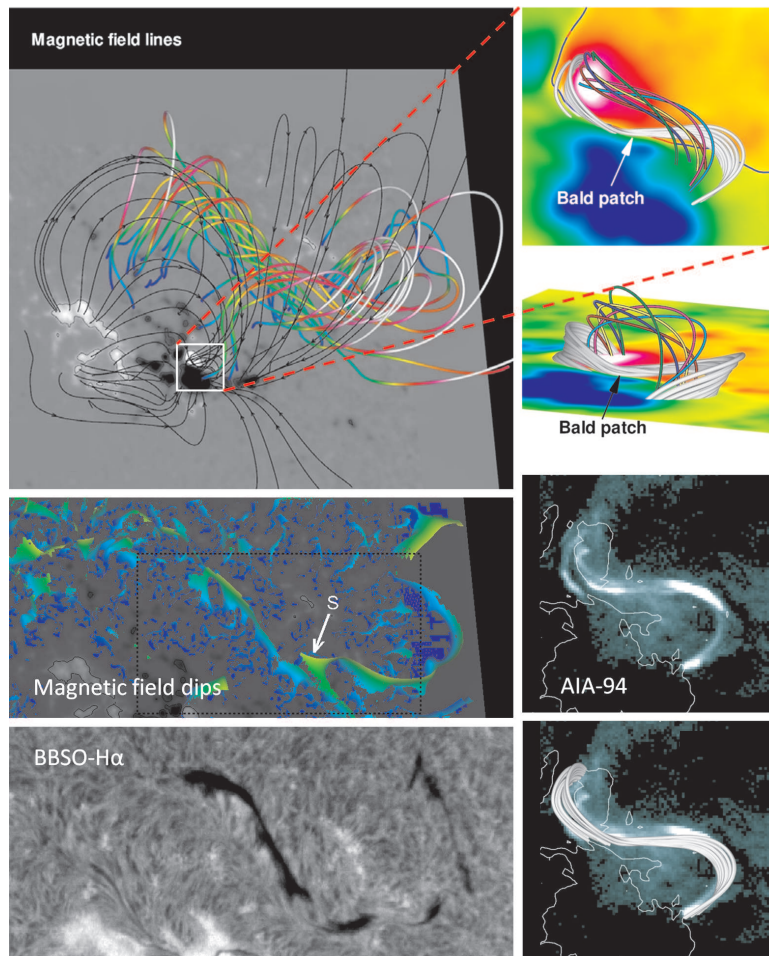 Magnetic field lines
Bald patch
Bald patch
S
Magnetic field dips
AIA-94
BBSO-Hα